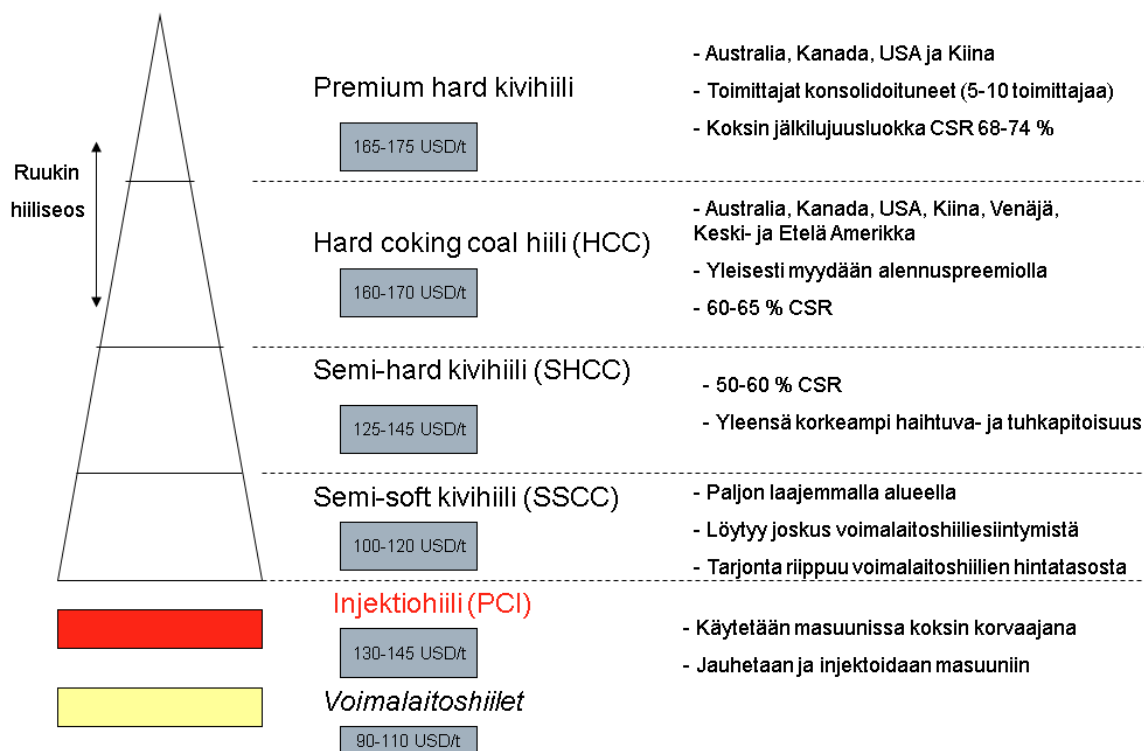 Ruukin
hiiliseos
Premium hard kivihiili
165-175 USD/t
- Australia, Kanada, USA ja Kiina
- Toimittajat konsolidoituneet (5-10 toimittajaa)
- Koksin jälkilujuusluokka CSR 68-74 %
Hard coking coal hiili (HCC)
160-170 USD/t
- Australia, Kanada, USA, Kiina, Venäjä,
Keski- ja Etelä Amerikka
- Yleisesti myydään alennuspreemiolla
- 60-65 % CSR
Semi-hard kivihiili (SHCC)
125-145 USD/t
- 50-60 % CSR
- Yleensä korkeampi haihtuva- ja tuhkapitoisuus
Semi-soft kivihiili (SSCC)
100-120 USD/t
- Paljon laajemmalla alueella
- Löytyy joskus voimalaitoshiiliesiintymistä
- Tarjonta riippuu voimalaitoshiilien hintatasosta
Injektiohiili (PCI)
130-145 USD/t
- Käytetään masuunissa koksin korvaajana
- Jauhetaan ja injektoidaan masuuniin
Voimalaitoshiilet
90-110 USD/t